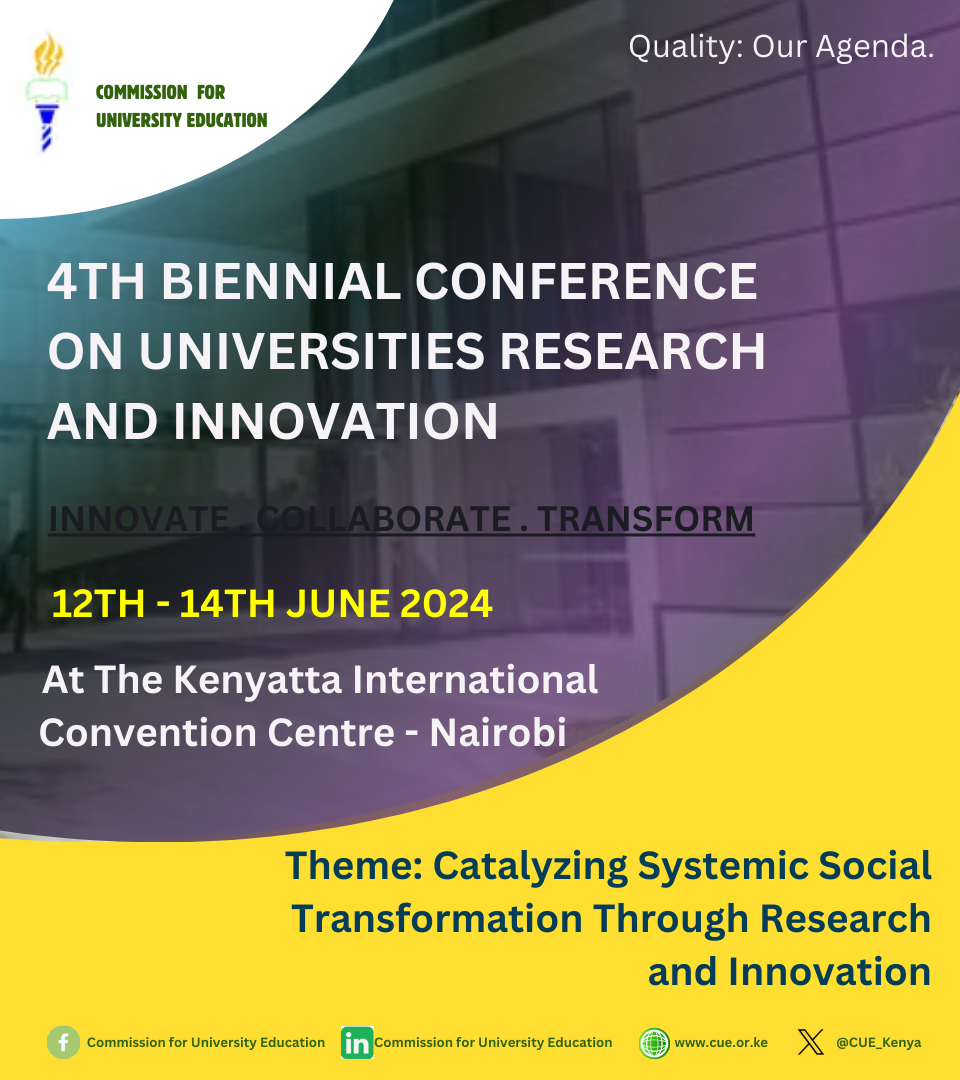 Quality: Our Agenda.
COMMISSION FOR
UNIVERSITY EDUCATION
4TH BIENNIAL CONFERENCE
ON UNIVERSITIES RESEARCH
AND INNOVATION
INNOVATE . COLLABORATE . TRANSFORM
12TH - 14TH JUNE 2024
At The Kenyatta International
Convention Centre - Nairobi
Theme: Catalyzing Systemic Social
Transformation Through Research
and Innovation
Commission for University Education in Commission for University Education www.cue.or.ke @CUE_Kenya